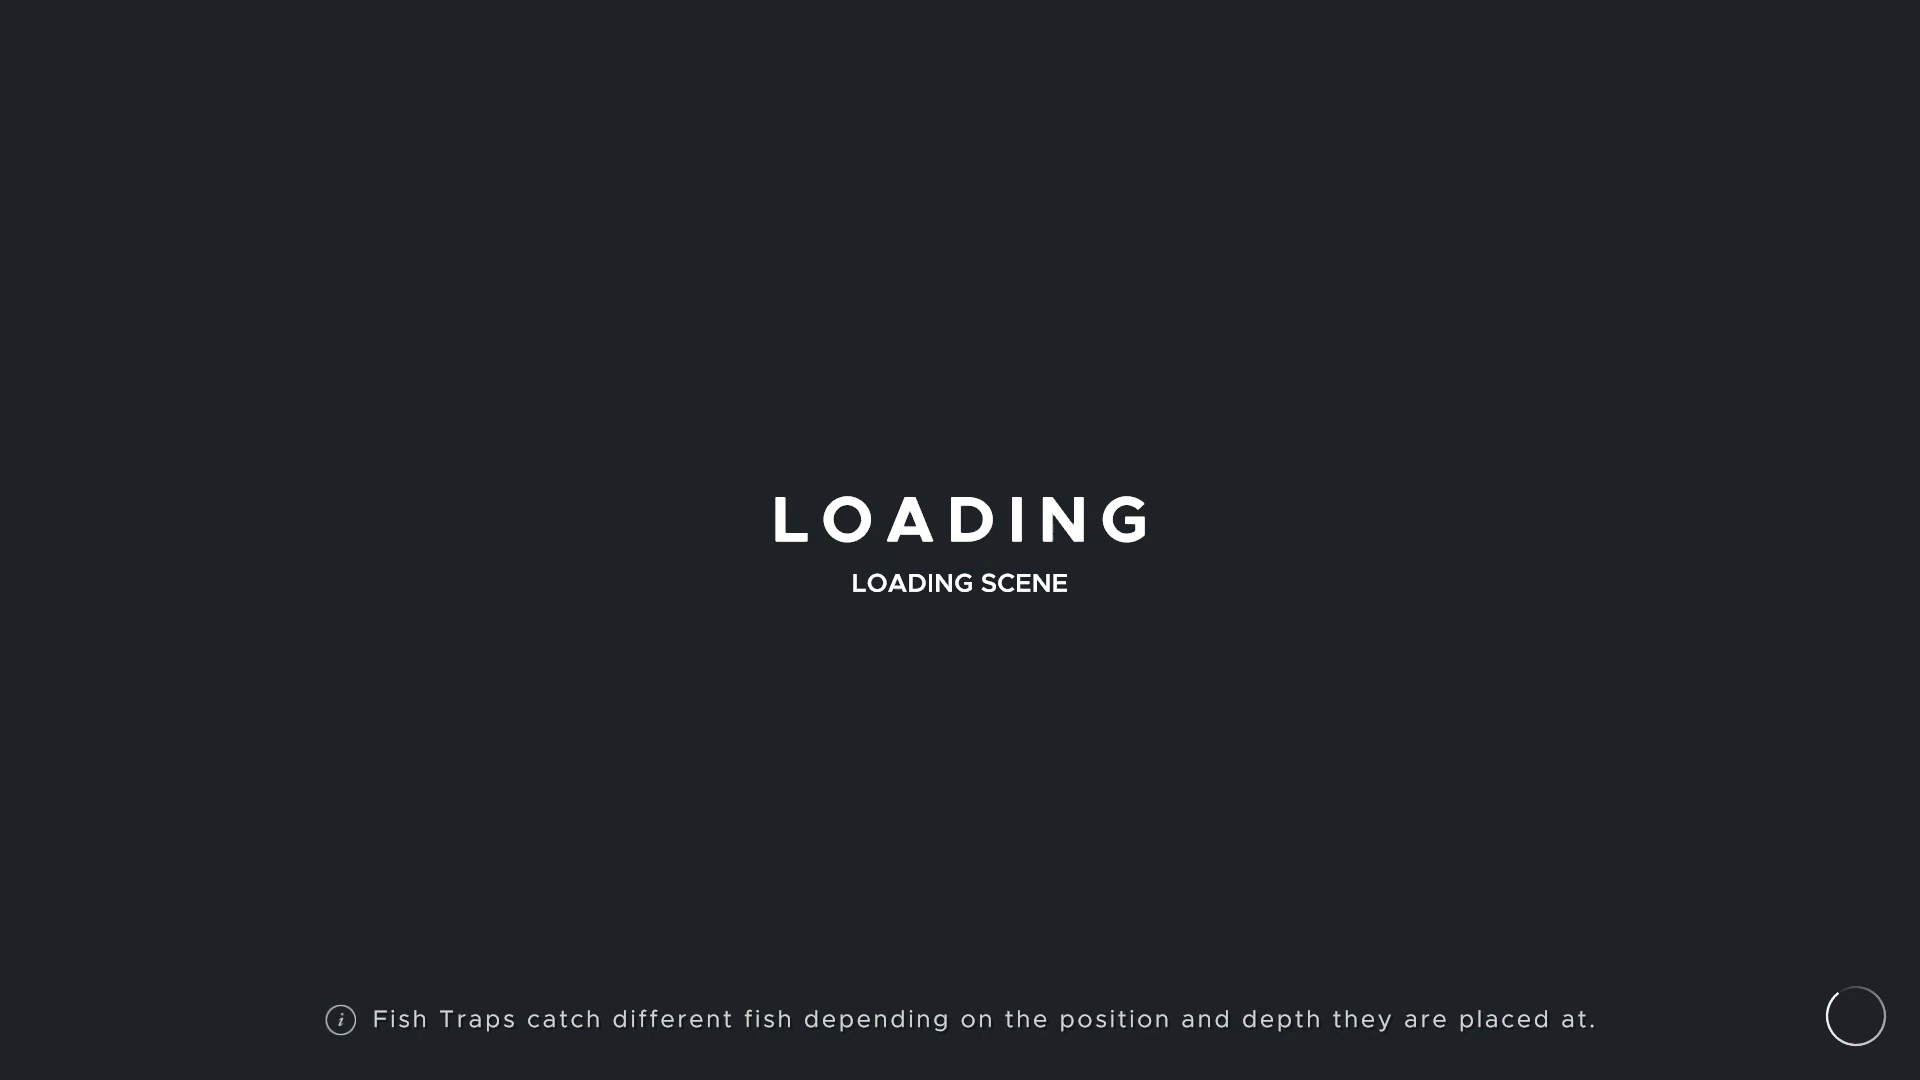 LOADING
LOADING SCENE
Fish Traps catch different fish depending on the position and depth they are placed at.